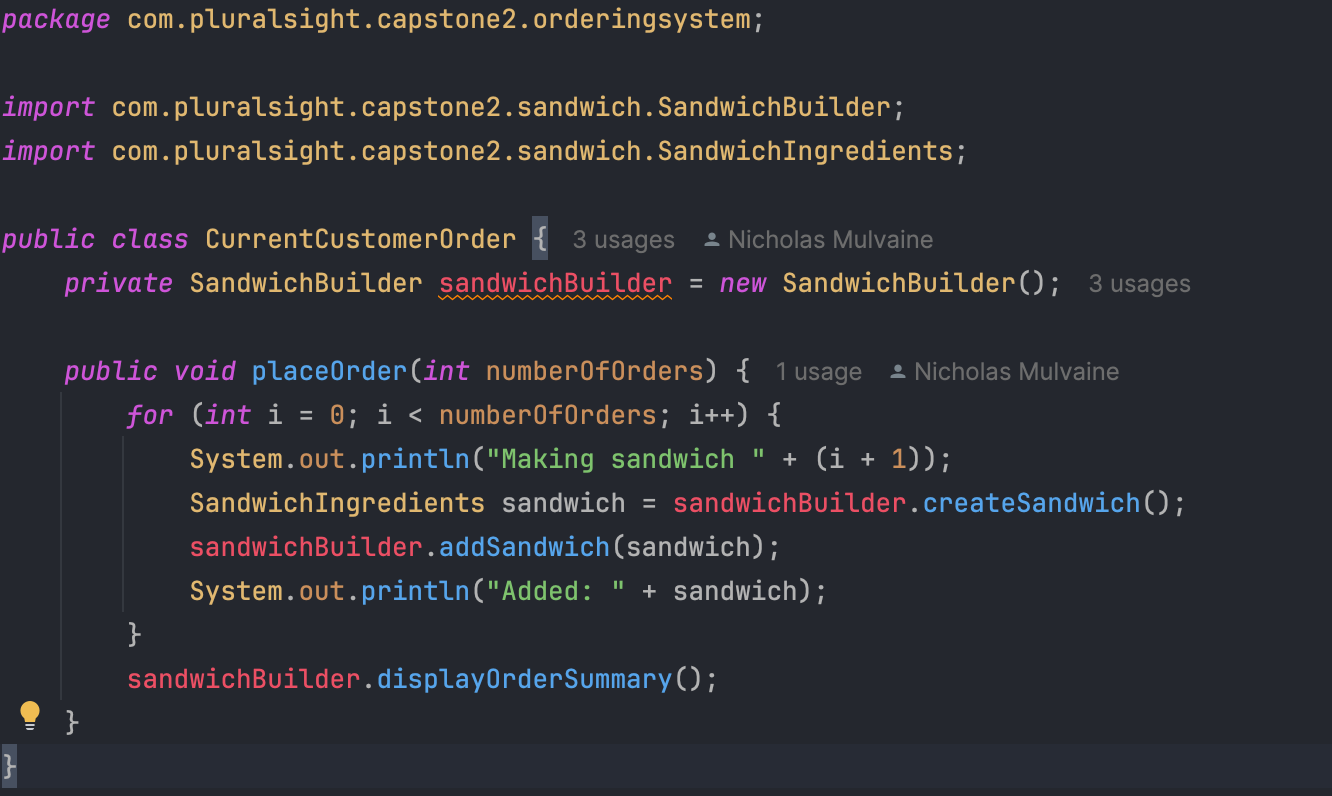 package com.pluralsight.capstone2.orderingsystem;
import com.pluralsight.capstone2.sandwich.SandwichBuilder;
import com.pluralsight.capstone2.sandwich.SandwichIngredients;
public class CurrentCustomerOrder { 3 usages Nicholas Mulvaine
    private SandwichBuilder sandwichBuilder = new SandwichBuilder(); 3 usages
    public void placeOrder(int numberOfOrders) { 1 usage Nicholas Mulvaine
        for (int i = 0; i < numberOfOrders; i++) {
            System.out.println("Making sandwich " + (i + 1));
            SandwichIngredients sandwich = sandwichBuilder.createSandwich();
            sandwichBuilder.addSandwich(sandwich);
            System.out.println("Added: " + sandwich);
        }
        sandwichBuilder.displayOrderSummary();
    }
}